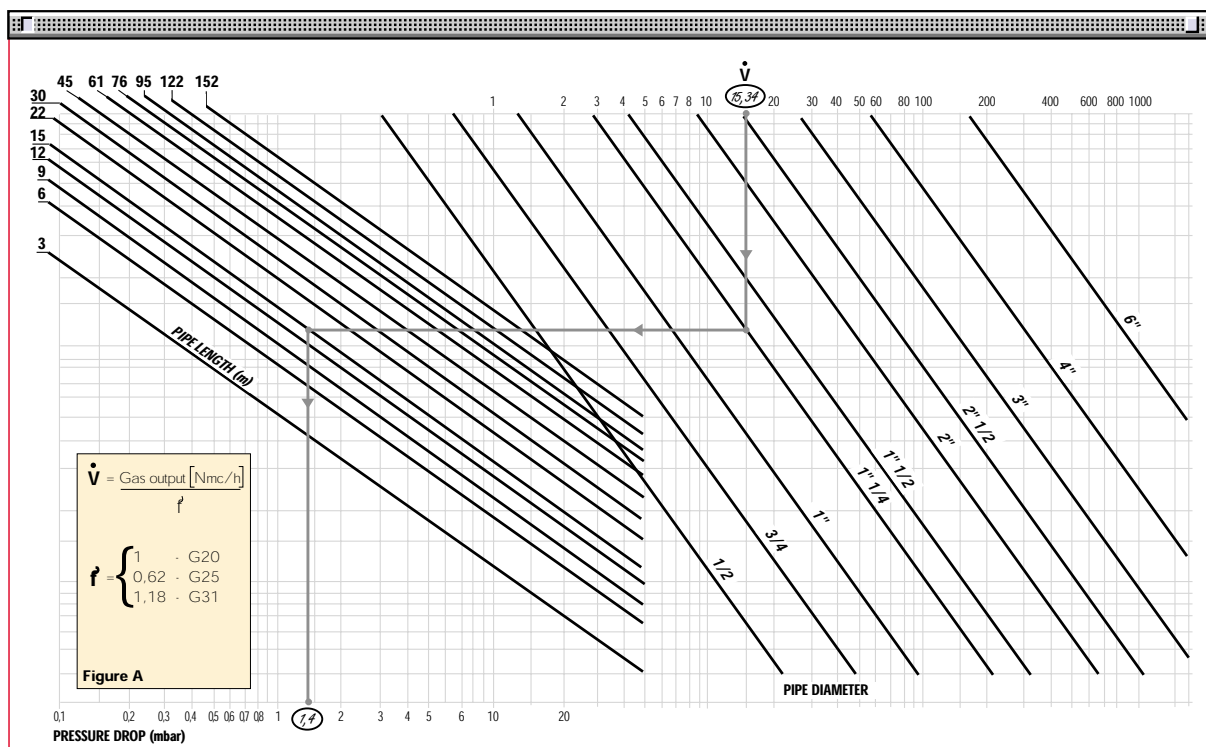 V̇
15,34
1 2 3 4 5 6 7 8 10 20 30 40 50 60 80 100 200 400 600 800 1000
45 61 76 95 122 152
30
22
15
12
9
6
3
PIPE LENGTH (m)
6"
4"
3"
2" 1/2
2"
1" 1/2
1" 1/4
1"
3/4
1/2
V̇ = Gas output [Nmc/h]
f
f = { 1 - G20
0,62 - G25
1,18 - G31
Figure A
PIPE DIAMETER
0,1 0,2 0,3 0,4 0,5 0,6 0,7 0,8 1 1,4 2 3 4 5 6 10 20
PRESSURE DROP (mbar)